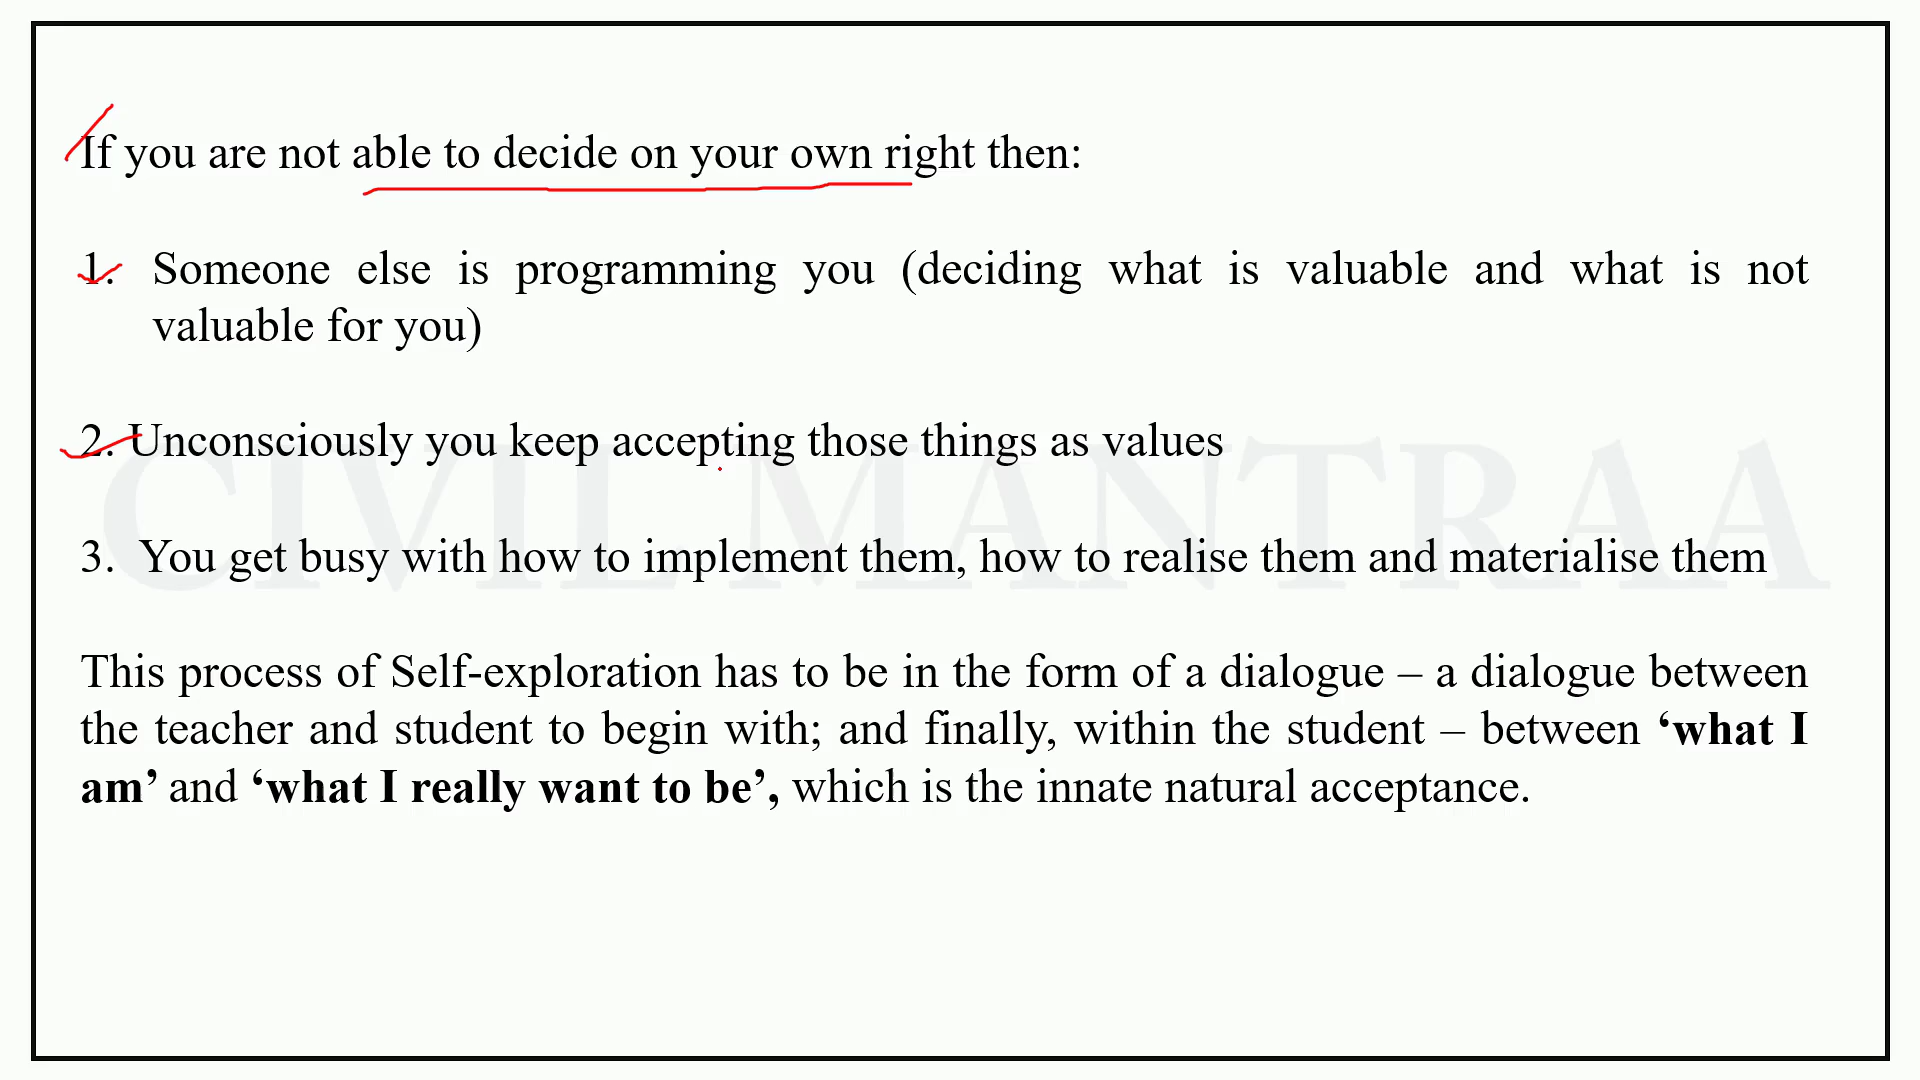 If you are not able to decide on your own right then:
1. Someone else is programming you (deciding what is valuable and what is not
valuable for you)
2. Unconsciously you keep accepting those things as values
CIVIL MANTRAA
3. You get busy with how to implement them, how to realise them and materialise them
This process of Self-exploration has to be in the form of a dialogue – a dialogue between
the teacher and student to begin with; and finally, within the student – between ‘what I
am’ and ‘what I really want to be’, which is the innate natural acceptance.